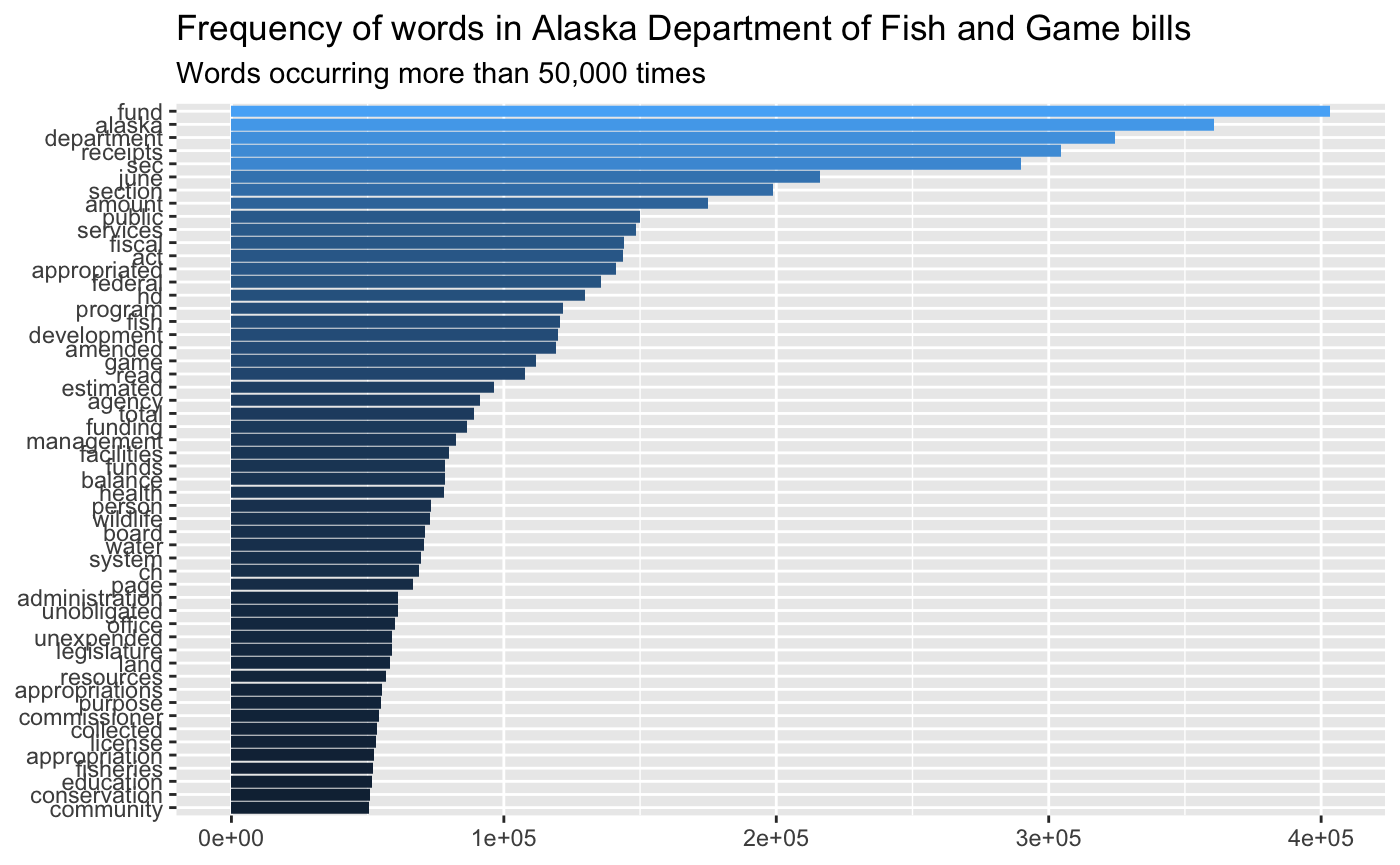 Frequency of words in Alaska Department of Fish and Game bills
Words occurring more than 50,000 times
fund
alaska
department
receipts
sec
june
section
amount
public
services
fiscal
act
appropriated
federal
hd
program
fish
development
amended
game
read
estimated
agency
total
funding
management
facilities
funds
balance
health
person
wildlife
board
water
system
ch
page
administration
unobligated
office
unexpended
legislature
land
resources
appropriations
purpose
commissioner
collected
license
appropriation
fisheries
education
conservation
community
0e+00 1e+05 2e+05 3e+05 4e+05